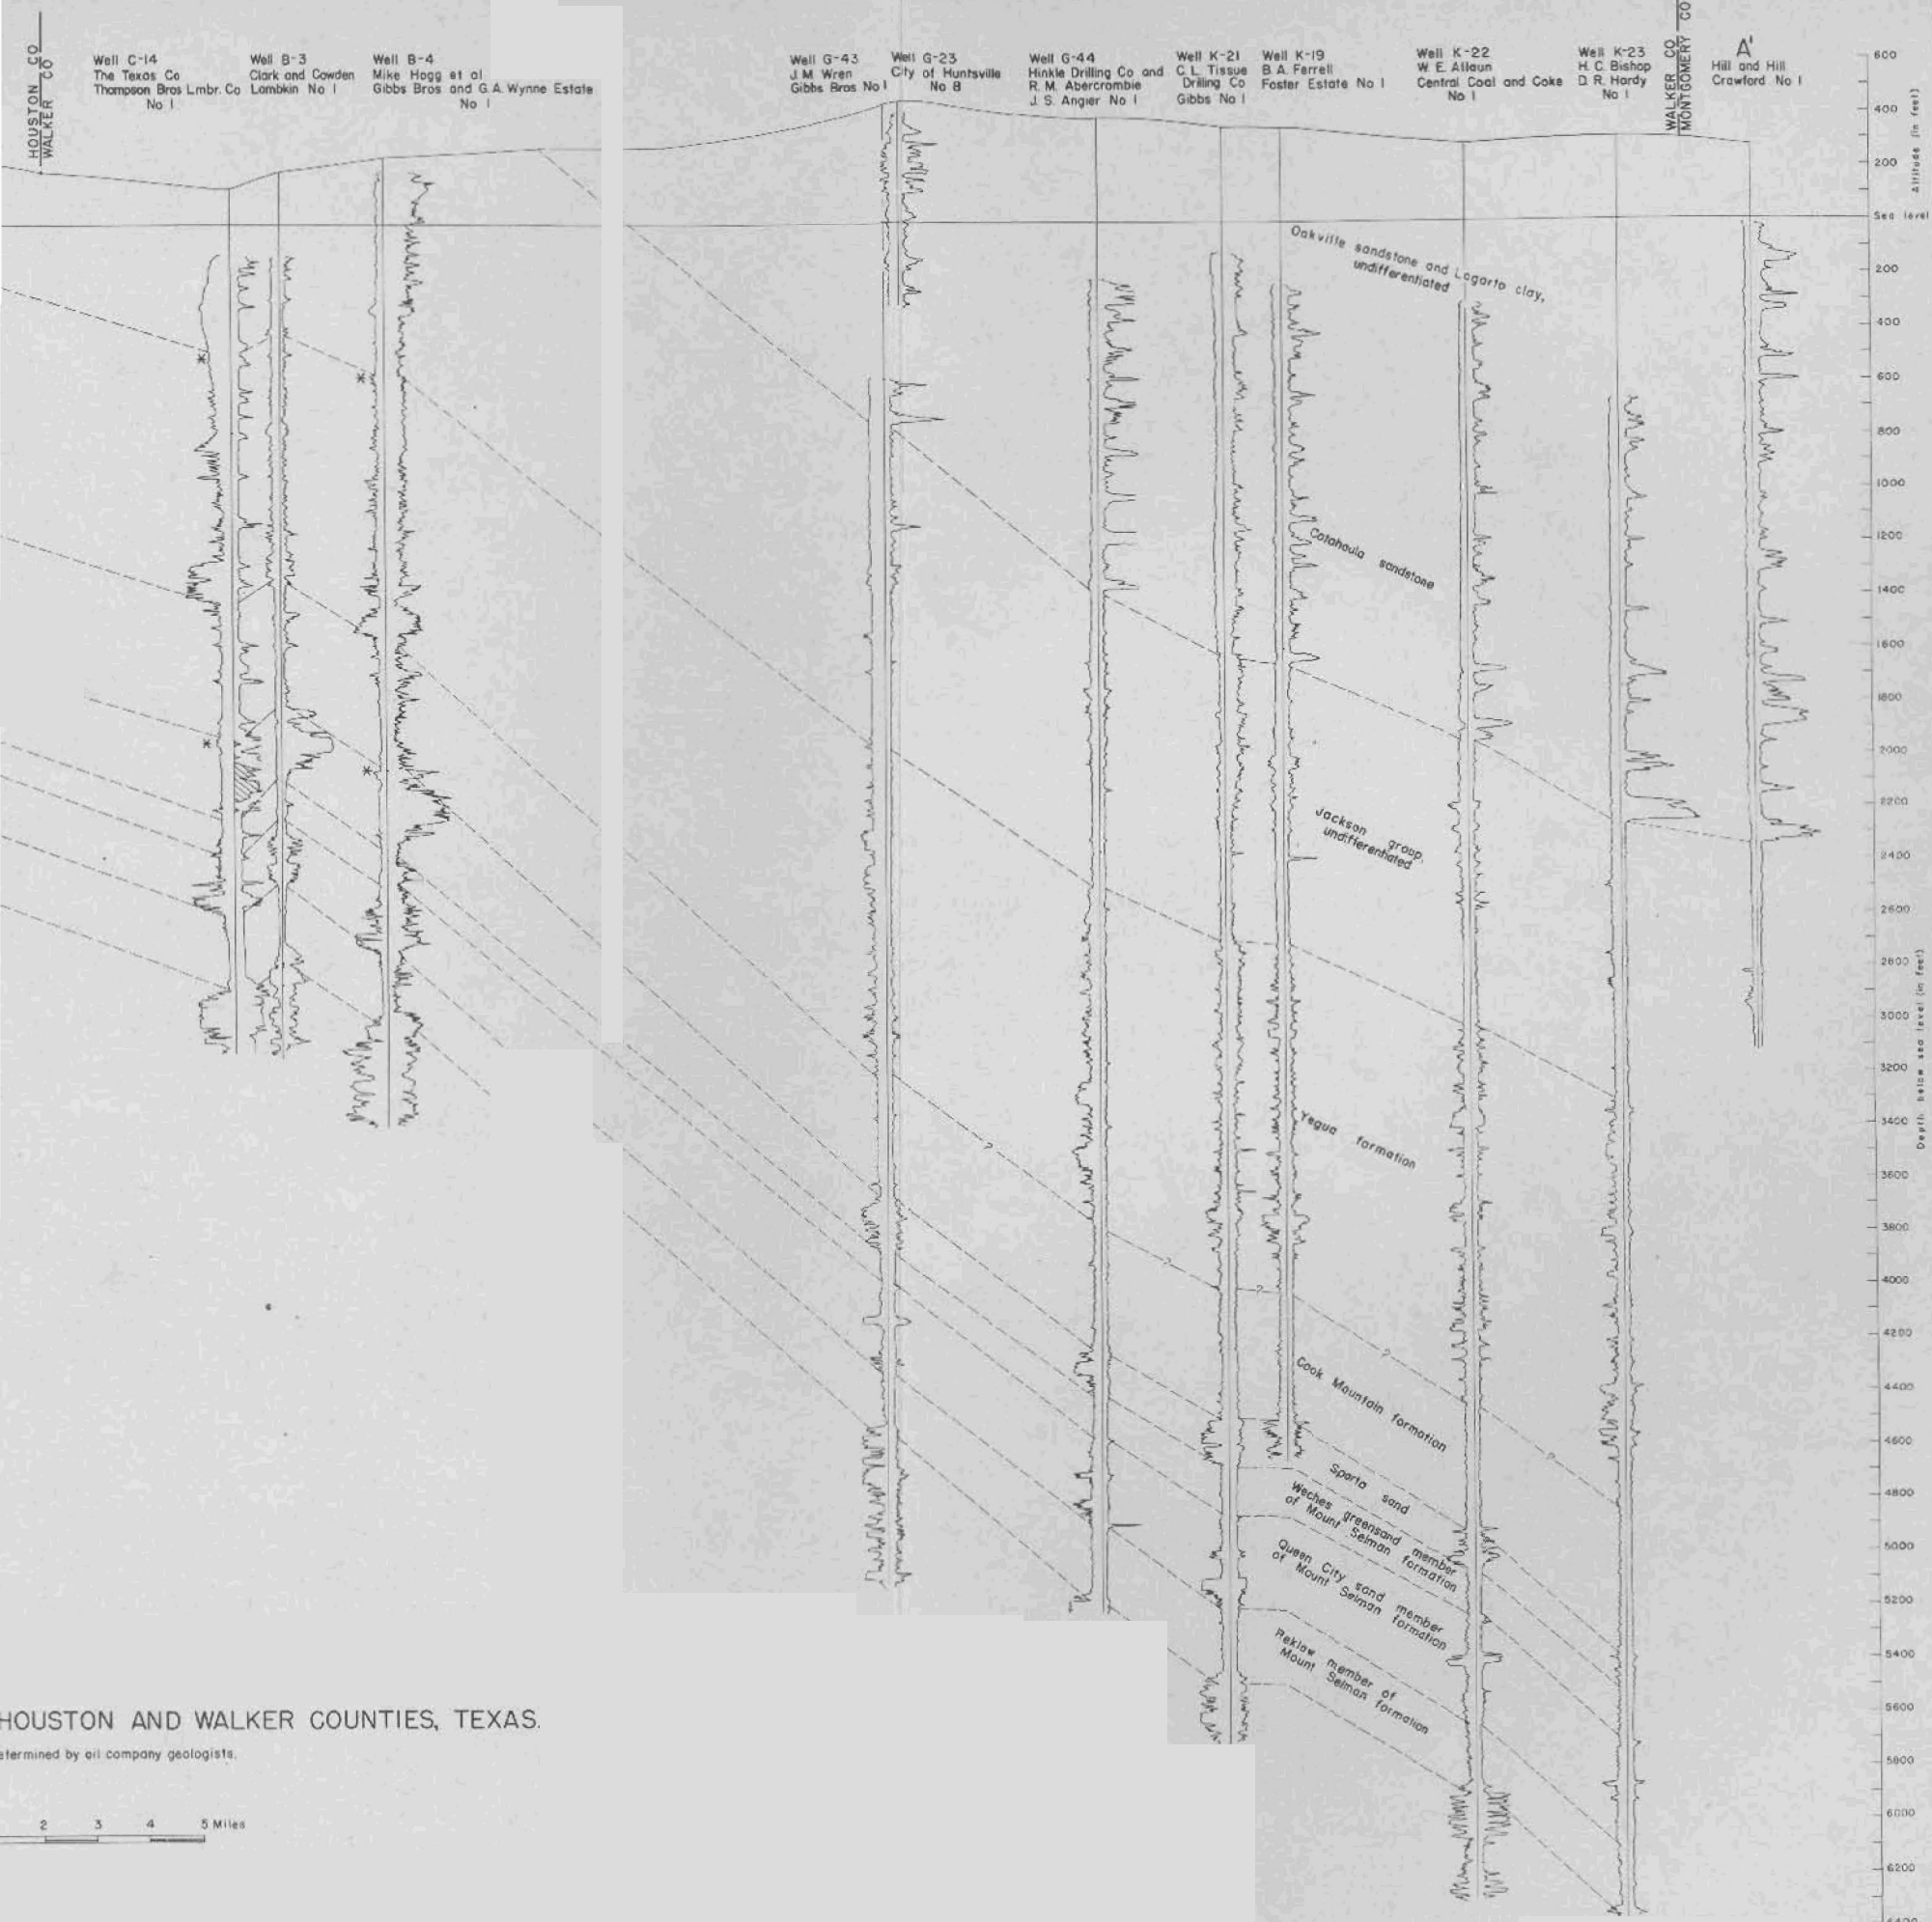 HOUSTON CO
WALKER CO
Well C-14
The Texas Co
Thompson Bros Lmbr. Co
No 1
Well B-3
Clark and Cowden
Lambkin No 1
Well B-4
Mike Hogg et al
Gibbs Bros and G.A. Wynne Estate
No 1
Well G-43
J. M. Wren
Gibbs Bros No 1
Well G-23
City of Huntsville
No 8
Well G-44
Hinkle Drilling Co and
R. M. Abercrombie
J. S. Angier No 1
Well K-21
C. L. Tissue
Drilling Co
Gibbs No 1
Well K-19
B. A. Ferrell
Foster Estate No 1
Well K-22
W. E. Allaun
Central Coal and Coke
No 1
Well K-23
H. C. Bishop
D. R. Hardy
No 1
WALKER CO
MONTGOMERY CO
A'
Hill and Hill
Crawford No 1
600
400
200
Altitude (in feet)
Sea level
200
400
600
800
1000
1200
1400
1600
1800
2000
2200
2400
2600
2800
3000
3200
3400
3600
3800
4000
4200
4400
4600
4800
5000
5200
5400
5600
5800
6000
6200
Depth below sea level (in feet)
Oakville sandstone and Lagarto clay,
undifferentiated
Catahoula sandstone
Jackson group,
undifferentiated
Yegua formation
?
?
?
?
?
Cook Mountain formation
Sparta sand
Weches greensand member
of Mount Selman formation
Queen City sand member
of Mount Selman formation
Reklaw member of
Mount Selman formation
HOUSTON AND WALKER COUNTIES, TEXAS.
etermined by oil company geologists.
2 3 4 5 Miles